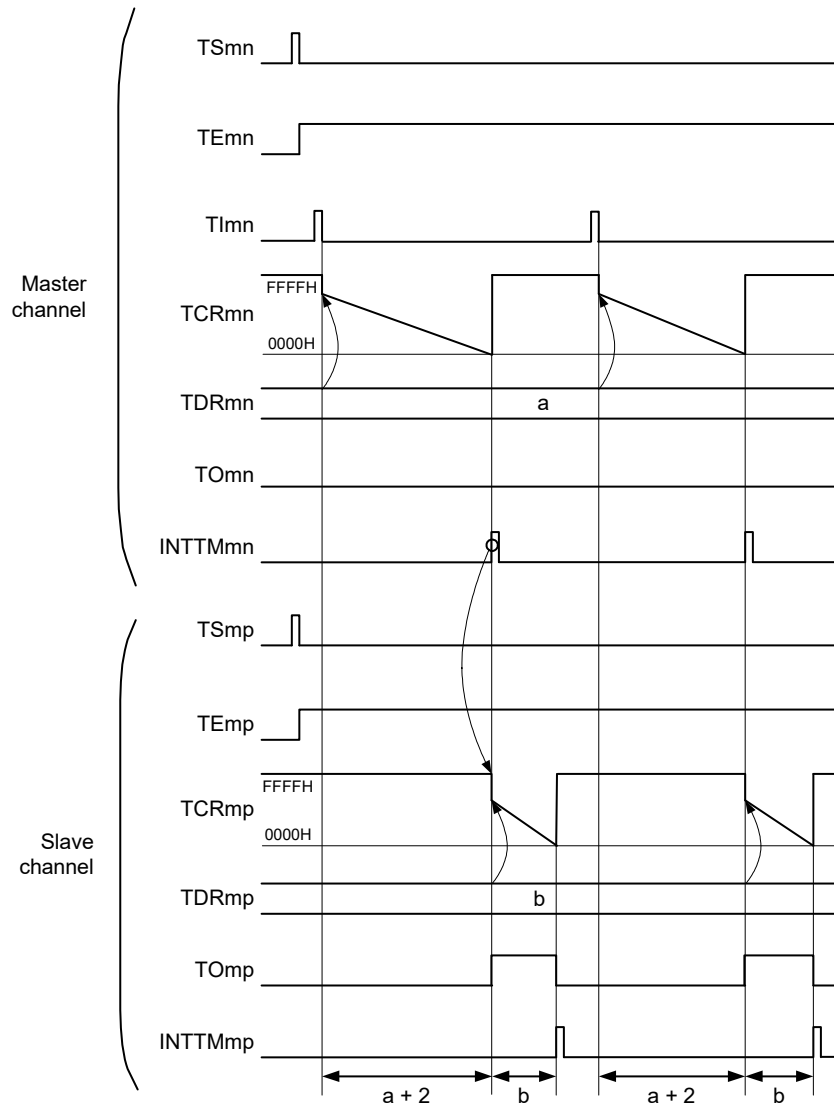 TSmn
TEmn
TImn
Master
channel
FFFFH
TCRmn
0000H
TDRmn
a
TOmn
INTTMmn
TSmp
TEmp
FFFFH
TCRmp
0000H
Slave
channel
TDRmp
b
TOmp
INTTMmp
a + 2 b a + 2 b